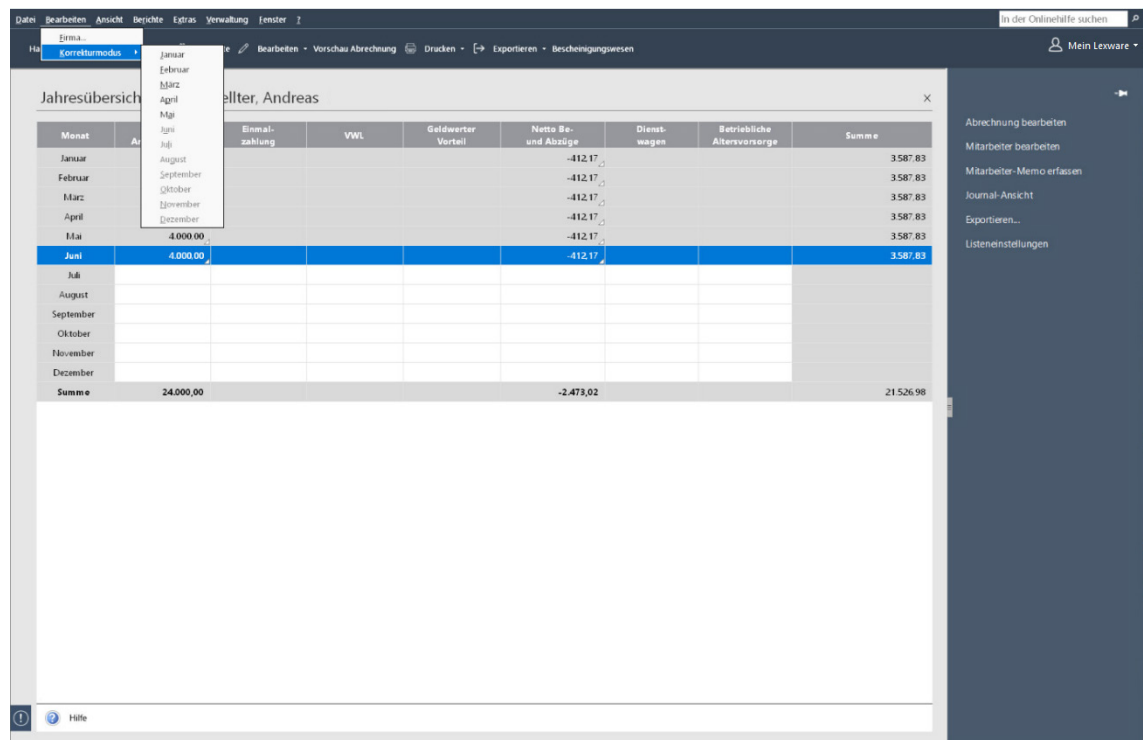 Datei Bearbeiten Ansicht Berichte Extras Verwaltung Fenster ? In der Onlinehilfe suchen
Firma...
Korrekturmodus
Bearbeiten Vorschau Abrechnung Drucken Exportieren Bescheinigungswesen Mein Lexware
Januar
Februar
März
April
Mai
Juni
Juli
August
September
Oktober
November
Dezember
Andreas
Monat Einmal-zahlung VWL Geldwerter Vorteil Netto Be- und Abzüge Dienst-wagen Betriebliche Altersvorsorge Summe
Januar -412,17 3.587,83
Februar -412,17 3.587,83
März -412,17 3.587,83
April -412,17 3.587,83
Mai 4.000,00 -412,17 3.587,83
Juni 4.000,00 -412,17 3.587,83
Juli
August
September
Oktober
November
Dezember
Summe 24.000,00 -2.473,02 21.526,98
Abrechnung bearbeiten
Mitarbeiter bearbeiten
Mitarbeiter-Memo erfassen
Journal-Ansicht
Exportieren...
Listeneinstellungen
Hilfe